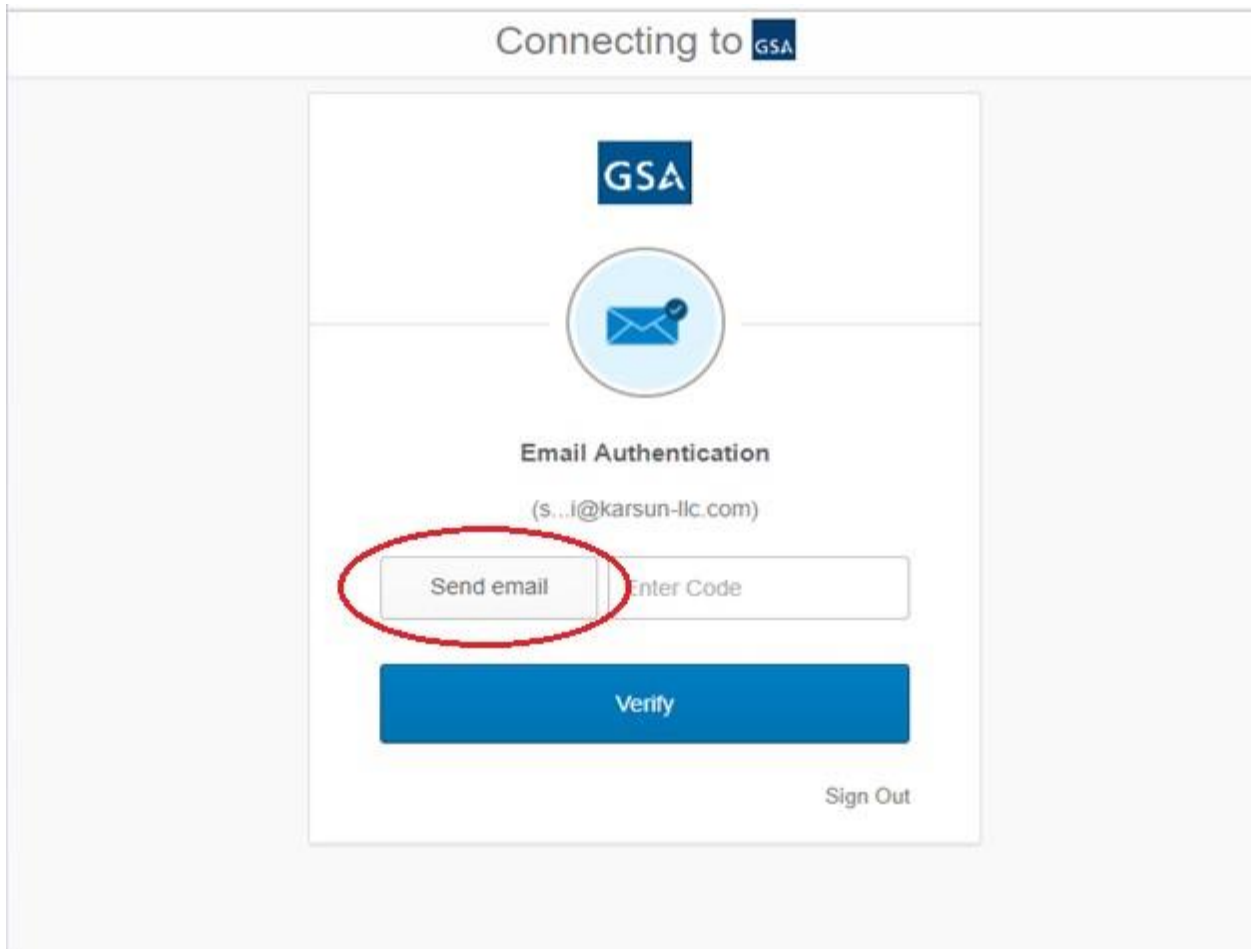 Connecting to GSA
GSA
Email Authentication
(s...i@karsun-llc.com)
Send email Enter Code
Verify
Sign Out